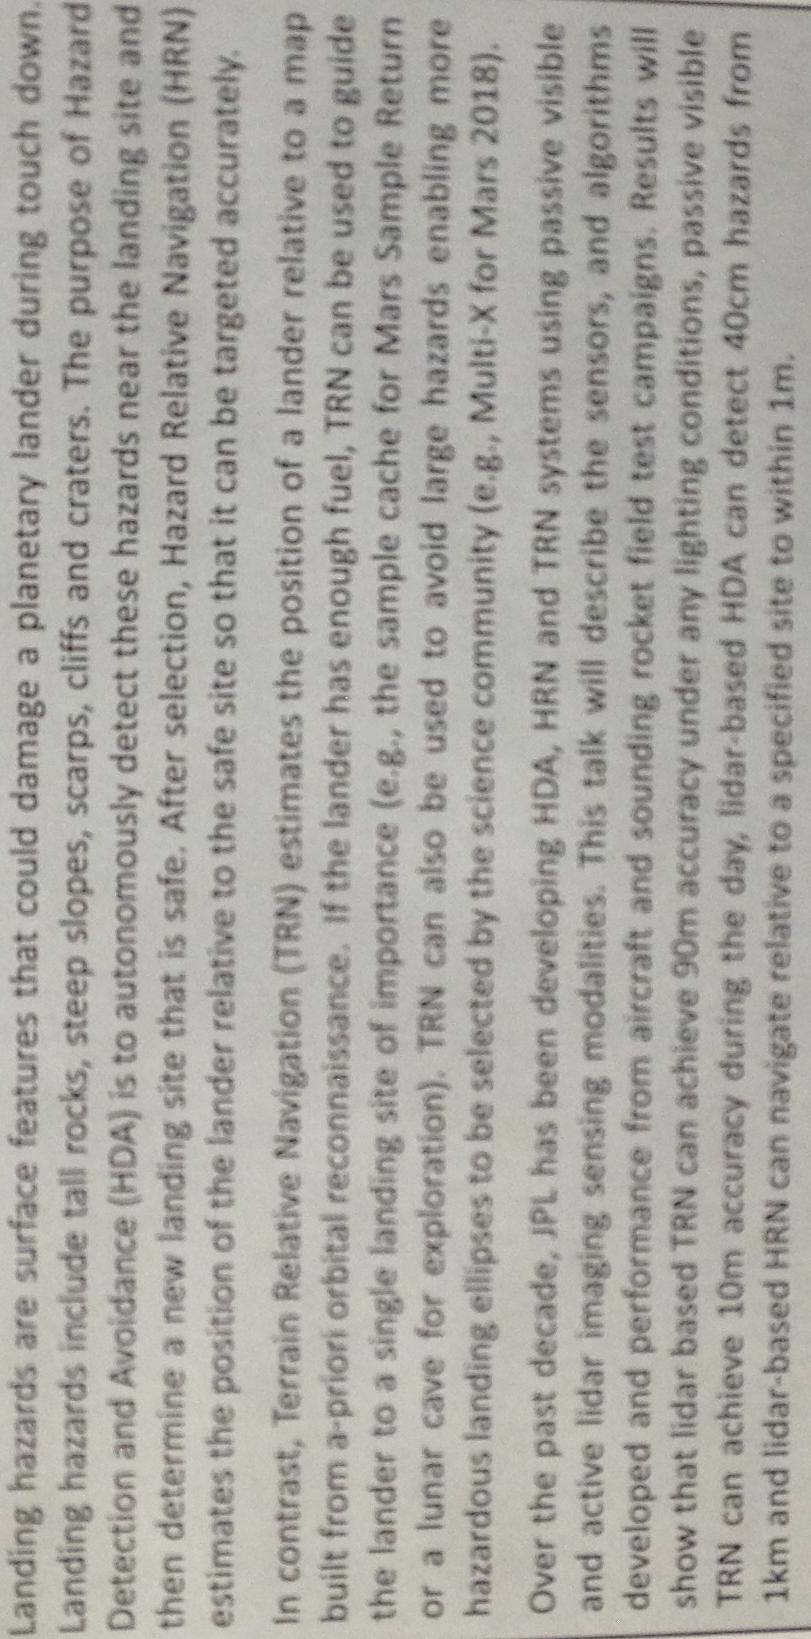 Landing hazards are surface features that could damage a planetary lander during touch down.
Landing hazards include tall rocks, steep slopes, scarps, cliffs and craters. The purpose of Hazard
Detection and Avoidance (HDA) is to autonomously detect these hazards near the landing site and
then determine a new landing site that is safe. After selection, Hazard Relative Navigation (HRN)
estimates the position of the lander relative to the safe site so that it can be targeted accurately.
In contrast, Terrain Relative Navigation (TRN) estimates the position of a lander relative to a map
built from a-priori orbital reconnaissance. If the lander has enough fuel, TRN can be used to guide
the lander to a single landing site of importance (e.g., the sample cache for Mars Sample Return
or a lunar cave for exploration). TRN can also be used to avoid large hazards enabling more
hazardous landing ellipses to be selected by the science community (e.g., Multi-X for Mars 2018).
Over the past decade, JPL has been developing HDA, HRN and TRN systems using passive visible
and active lidar imaging sensing modalities. This talk will describe the sensors, and algorithms
developed and performance from aircraft and sounding rocket field test campaigns. Results will
show that lidar based TRN can achieve 90m accuracy under any lighting conditions, passive visible
TRN can achieve 10m accuracy during the day, lidar-based HDA can detect 40cm hazards from
1km and lidar-based HRN can navigate relative to a specified site to within 1m.